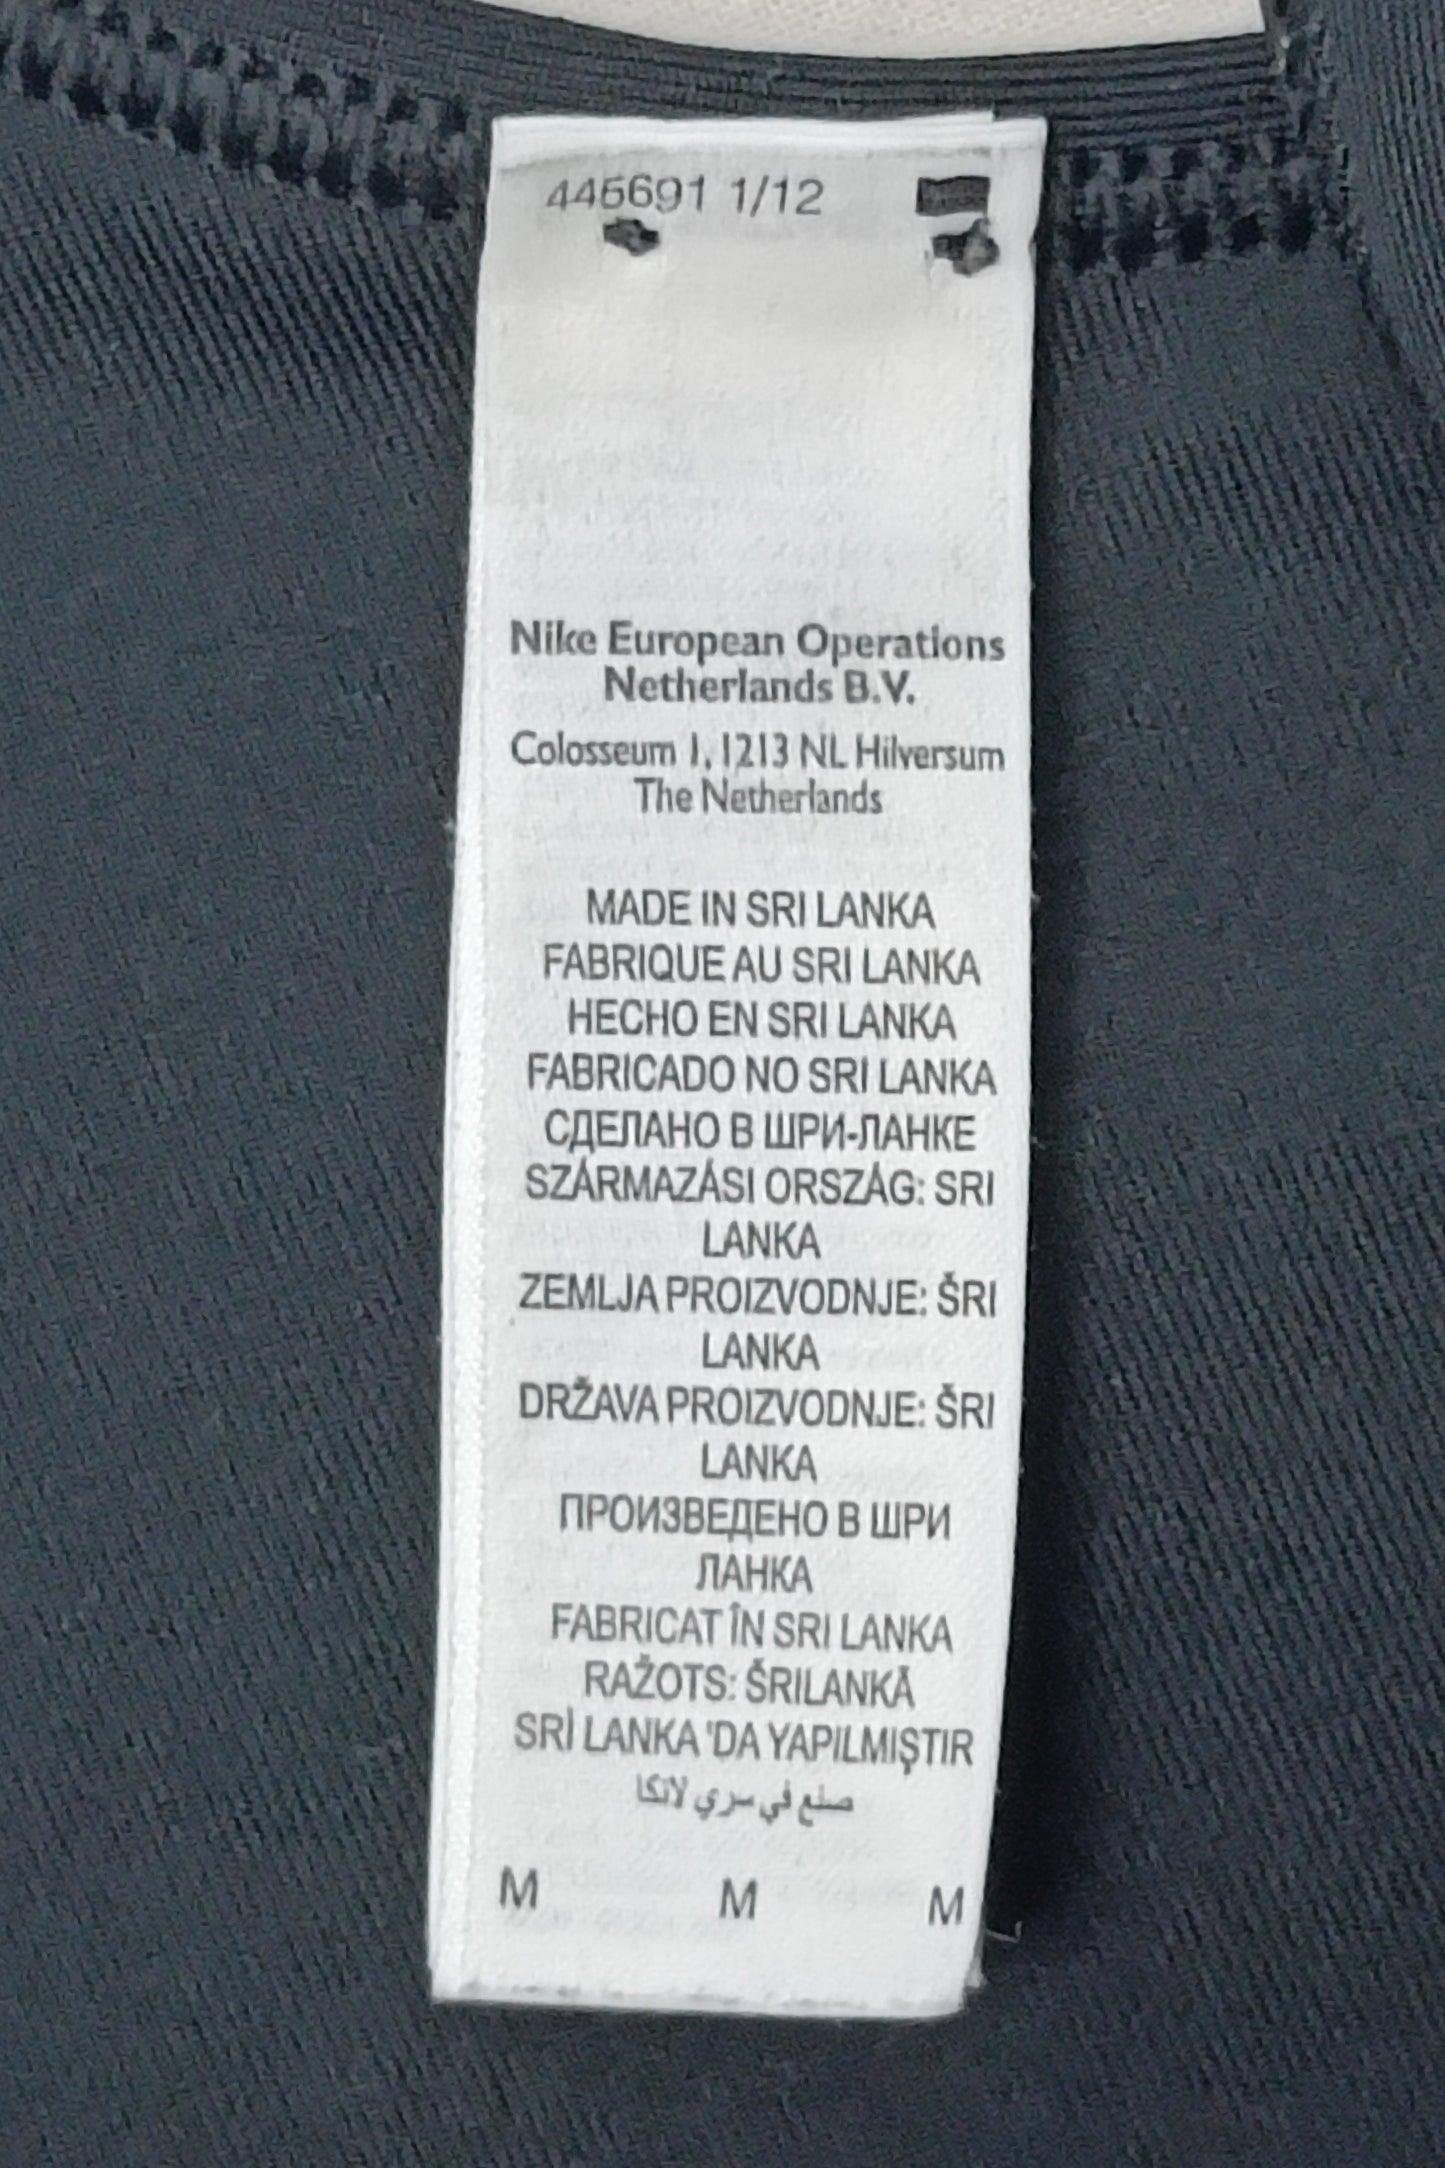 445691 1/12
Nike European Operations
Netherlands B.V.
Colosseum 1, 1213 NL Hilversum
The Netherlands
MADE IN SRI LANKA
FABRIQUE AU SRI LANKA
HECHO EN SRI LANKA
FABRICADO NO SRI LANKA
СДЕЛАНО В ШРИ-ЛАНКЕ
SZÁRMAZÁSI ORSZÁG: SRI
LANKA
ZEMLJA PROIZVODNJE: ŠRI
LANKA
DRŽAVA PROIZVODNJE: ŠRI
LANKA
ПРОИЗВЕДЕНО В ШРИ
ЛАНКА
FABRICAT ÎN SRI LANKA
RAŽOTS: ŠRILANKĀ
SRİ LANKA 'DA YAPILMIŞTIR
صنع في سري لانكا
M M M